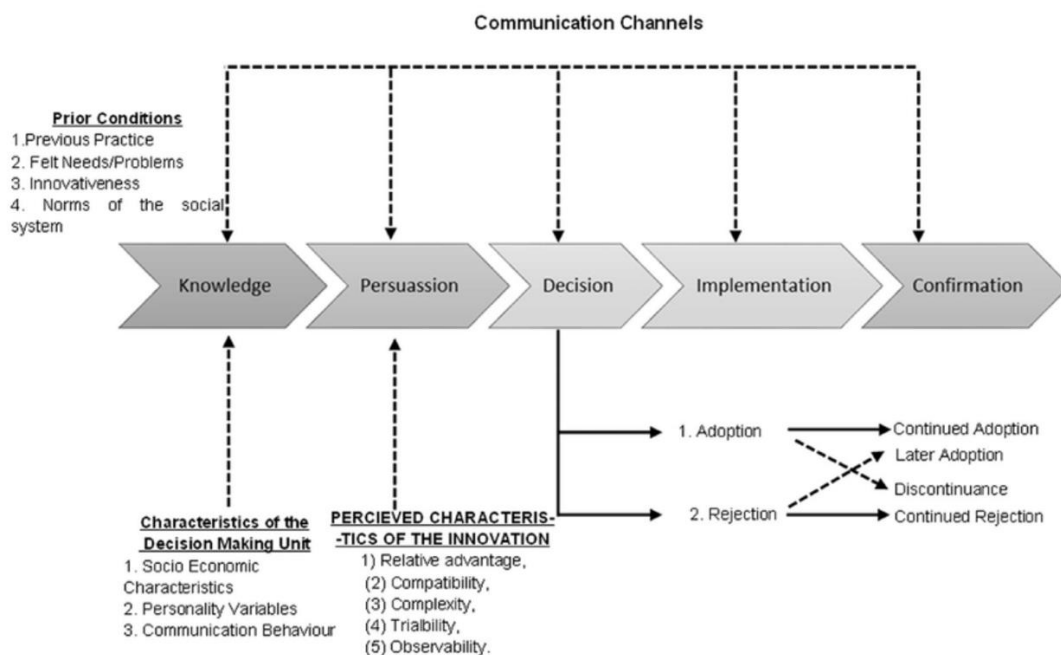 Communication Channels
Prior Conditions
1.Previous Practice
2. Felt Needs/Problems
3. Innovativeness
4. Norms of the social
system
Knowledge
Persuassion
Decision
Implementation
Confirmation
1. Adoption
Continued Adoption
Later Adoption
Discontinuance
2. Rejection
Continued Rejection
Characteristics of the
Decision Making Unit
1. Socio Economic
Characteristics
2. Personality Variables
3. Communication Behaviour
PERCIEVED CHARACTERIS-
-TICS OF THE INNOVATION
1) Relative advantage,
(2) Compatibility,
(3) Complexity,
(4) Trialbility,
(5) Observability.